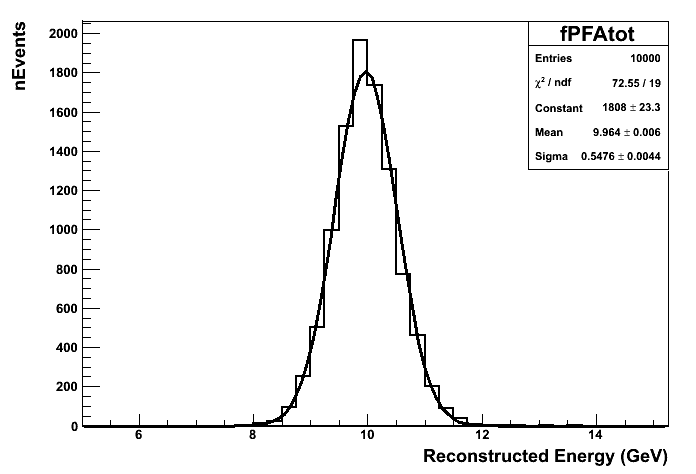 fPFAtot
Entries 10000
χ² / ndf 72.55 / 19
Constant 1808 ± 23.3
Mean 9.964 ± 0.006
Sigma 0.5476 ± 0.0044
nEvents
2000
1800
1600
1400
1200
1000
800
600
400
200
0
6 8 10 12 14
Reconstructed Energy (GeV)